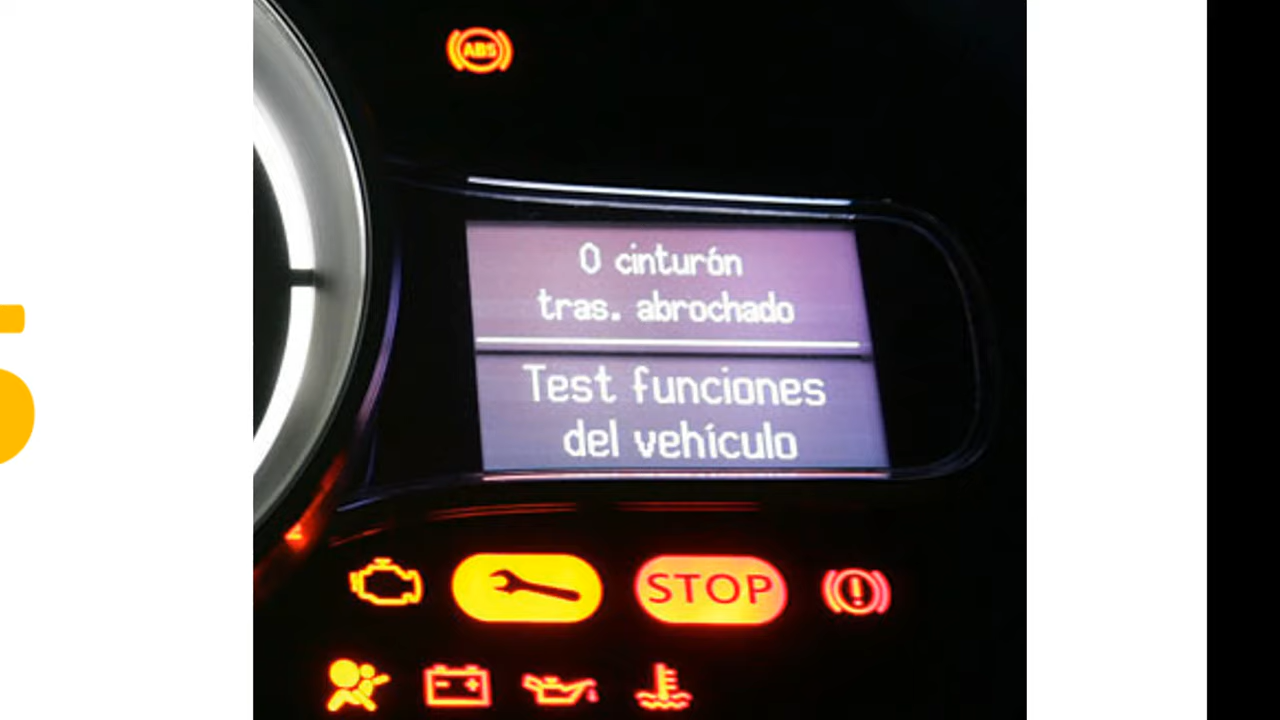 ABS
0 cinturón
tras. abrochado
Test funciones
del vehículo
STOP